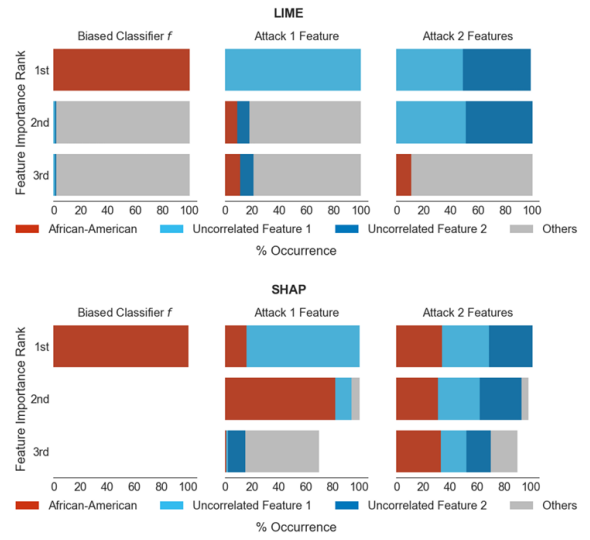 LIME
Biased Classifier f Attack 1 Feature Attack 2 Features
Feature Importance Rank
1st
2nd
3rd
0 20 40 60 80 100 0 20 40 60 80 100 0 20 40 60 80 100
African-American Uncorrelated Feature 1 Uncorrelated Feature 2 Others
% Occurrence
SHAP
Biased Classifier f Attack 1 Feature Attack 2 Features
Feature Importance Rank
1st
2nd
3rd
0 20 40 60 80 100 0 20 40 60 80 100 0 20 40 60 80 100
African-American Uncorrelated Feature 1 Uncorrelated Feature 2 Others
% Occurrence